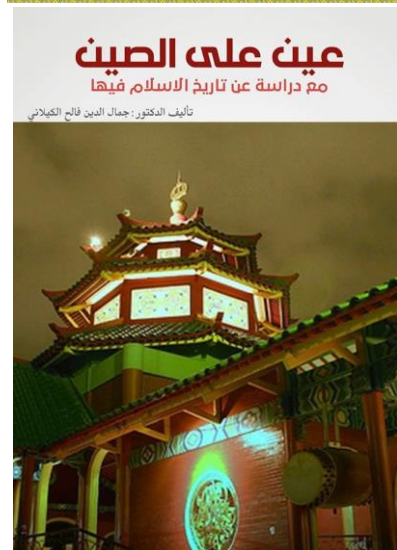 عين على الصين
مع دراسة عن تاريخ الاسلام فيها
تأليف الدكتور : جمال الدين فالح الكيلاني